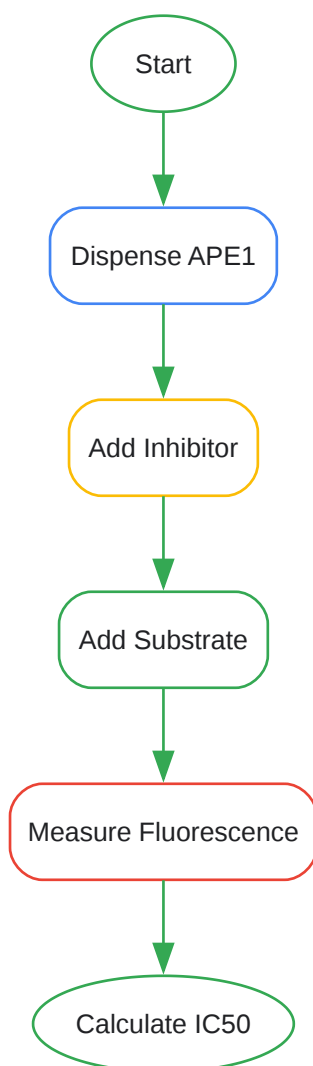 Start
Dispense APE1
Add Inhibitor
Add Substrate
Measure Fluorescence
Calculate IC50